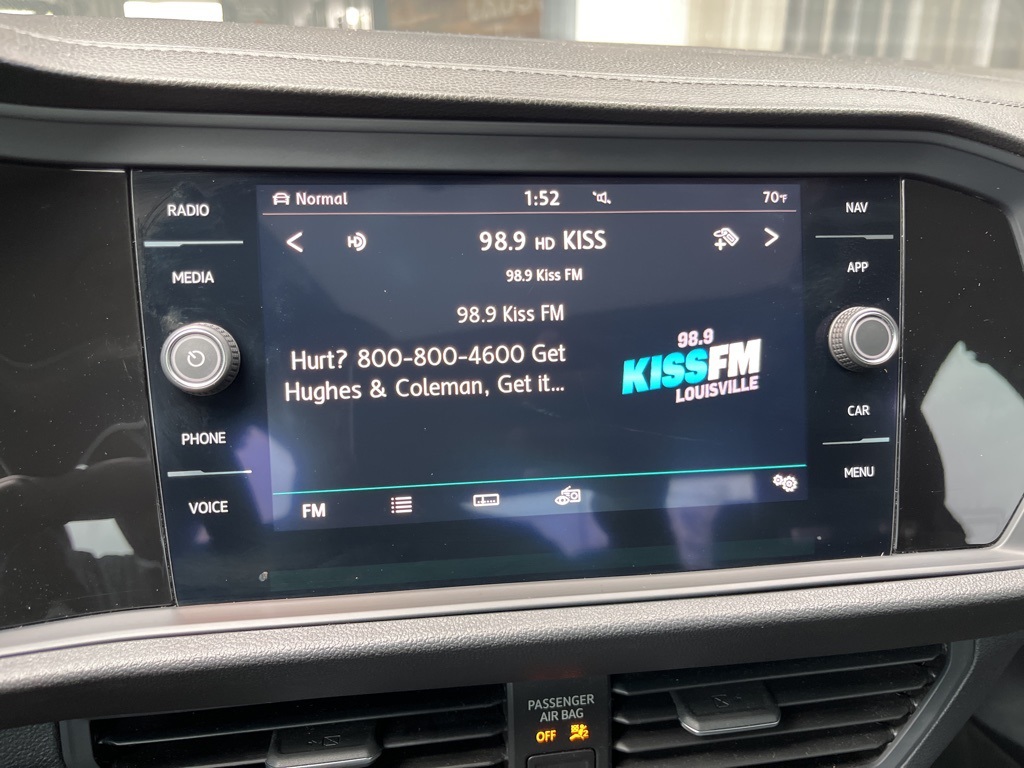 RADIO
MEDIA
PHONE
VOICE
Normal
1:52
70°F
HD
98.9 HD KISS
98.9 Kiss FM
98.9 Kiss FM
Hurt? 800-800-4600 Get
Hughes & Coleman, Get it...
98.9
KISSFM
LOUISVILLE
FM
NAV
APP
CAR
MENU
PASSENGER
AIR BAG
OFF